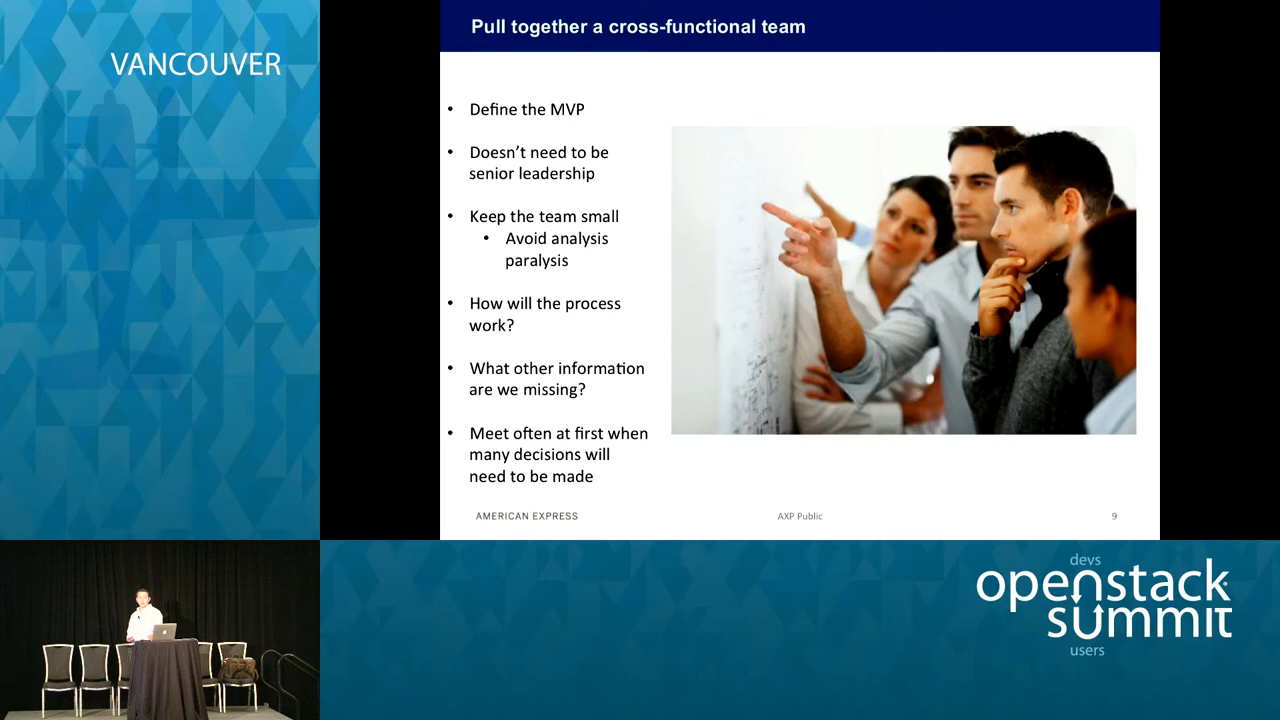 VANCOUVER
Pull together a cross-functional team
• Define the MVP
• Doesn’t need to be
senior leadership
• Keep the team small
• Avoid analysis
paralysis
• How will the process
work?
• What other information
are we missing?
• Meet often at first when
many decisions will
need to be made
AMERICAN EXPRESS
AXP Public
9
devs
openstack
summit
users